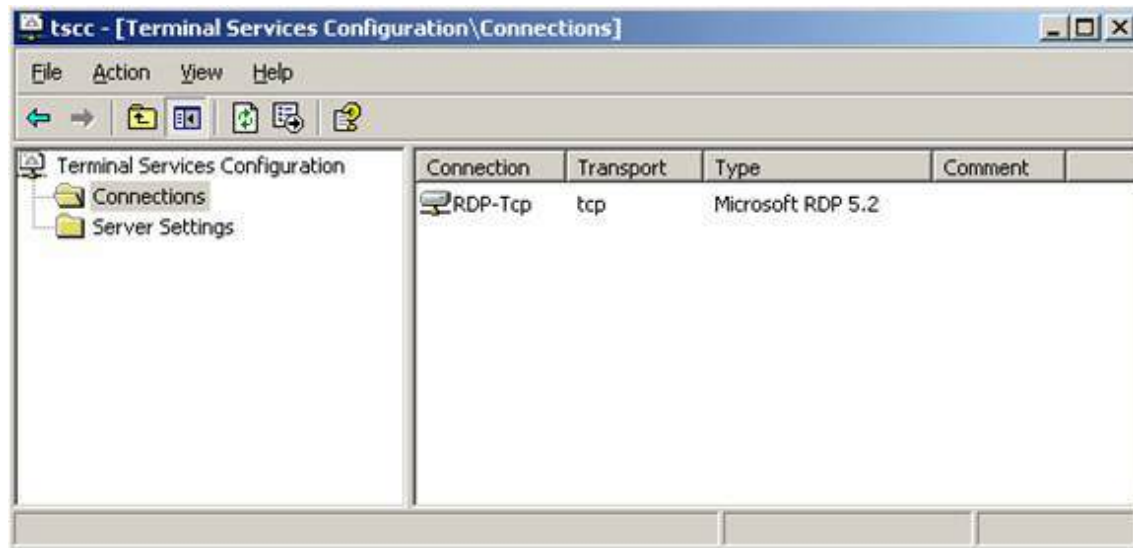 tscc - [Terminal Services Configuration\Connections]
File Action View Help
Terminal Services Configuration
Connections
Server Settings
Connection Transport Type Comment
RDP-Tcp tcp Microsoft RDP 5.2